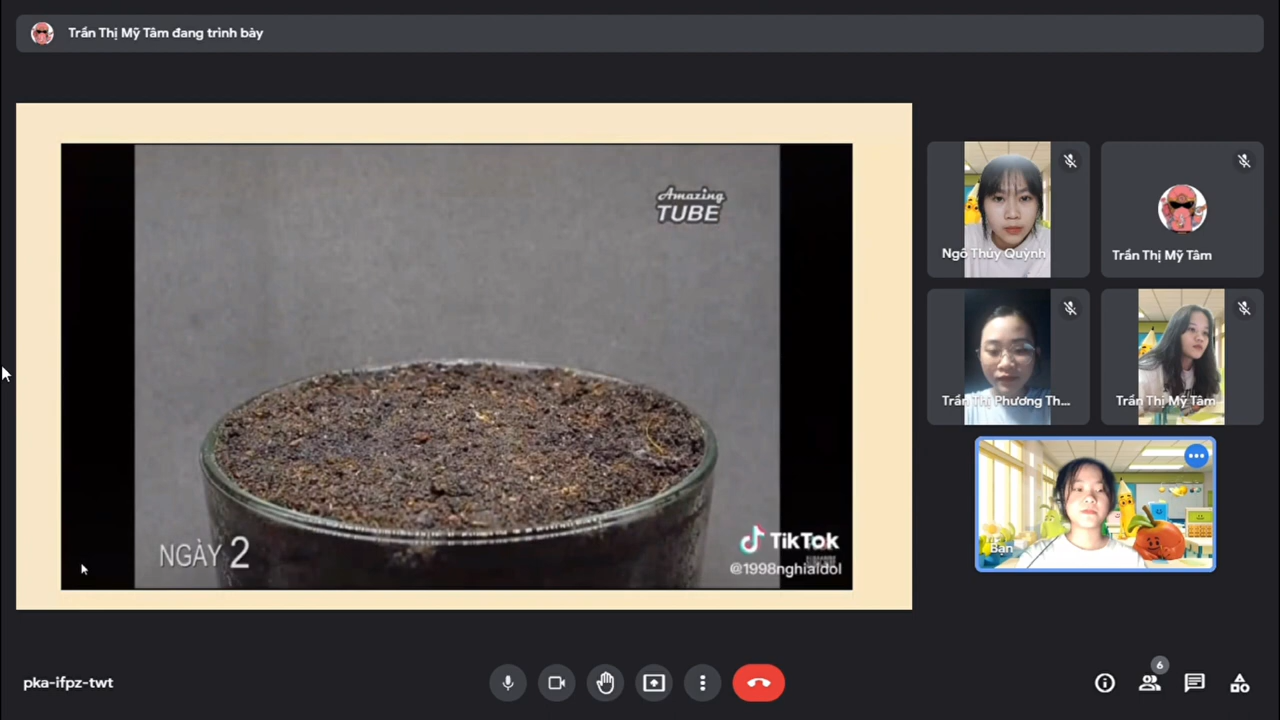 Trần Thị Mỹ Tâm đang trình bày
Amazing
TUBE
NGÀY 2
TikTok
@1998nghiaidol
Ngô Thúy Quỳnh
Trần Thị Mỹ Tâm
Trần Thị Phương Th...
Trần Thị Mỹ Tâm
Bạn
pka-ifpz-twt
6